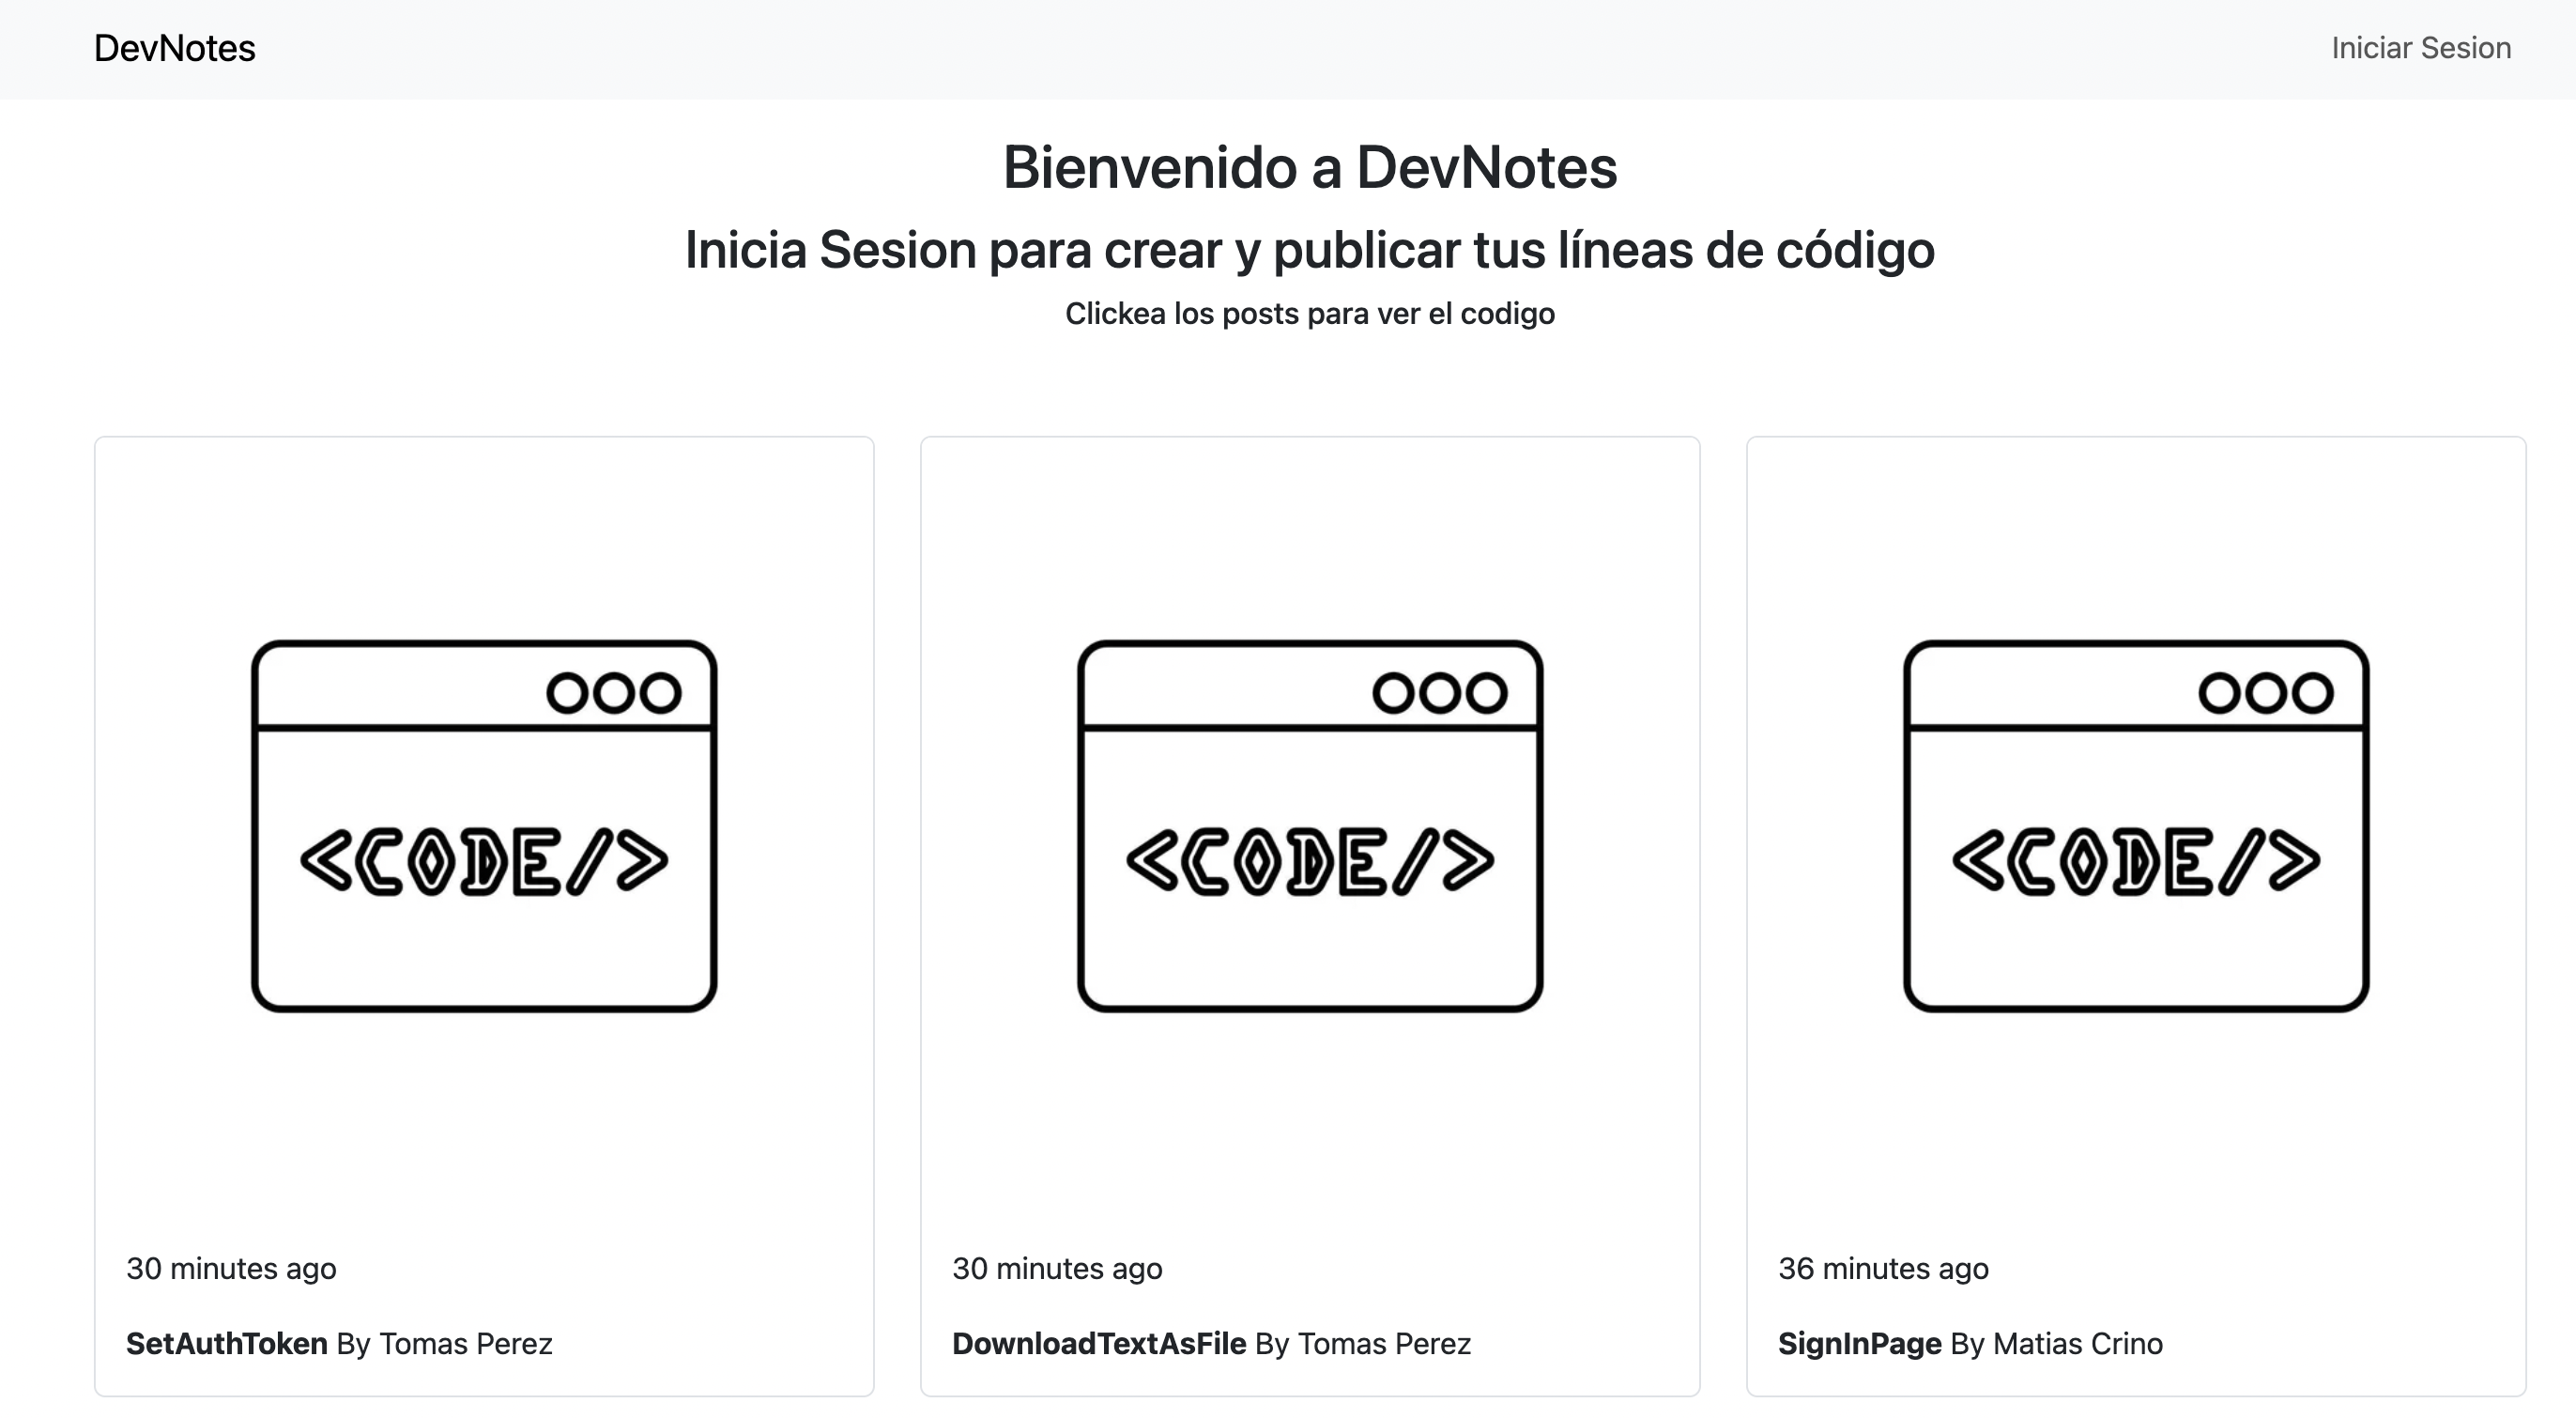 DevNotes
Iniciar Sesion
Bienvenido a DevNotes
Inicia Sesion para crear y publicar tus líneas de código
Clickea los posts para ver el codigo
<CODE/>
<CODE/>
<CODE/>
30 minutes ago
30 minutes ago
36 minutes ago
SetAuthToken By Tomas Perez
DownloadTextAsFile By Tomas Perez
SignInPage By Matias Crino